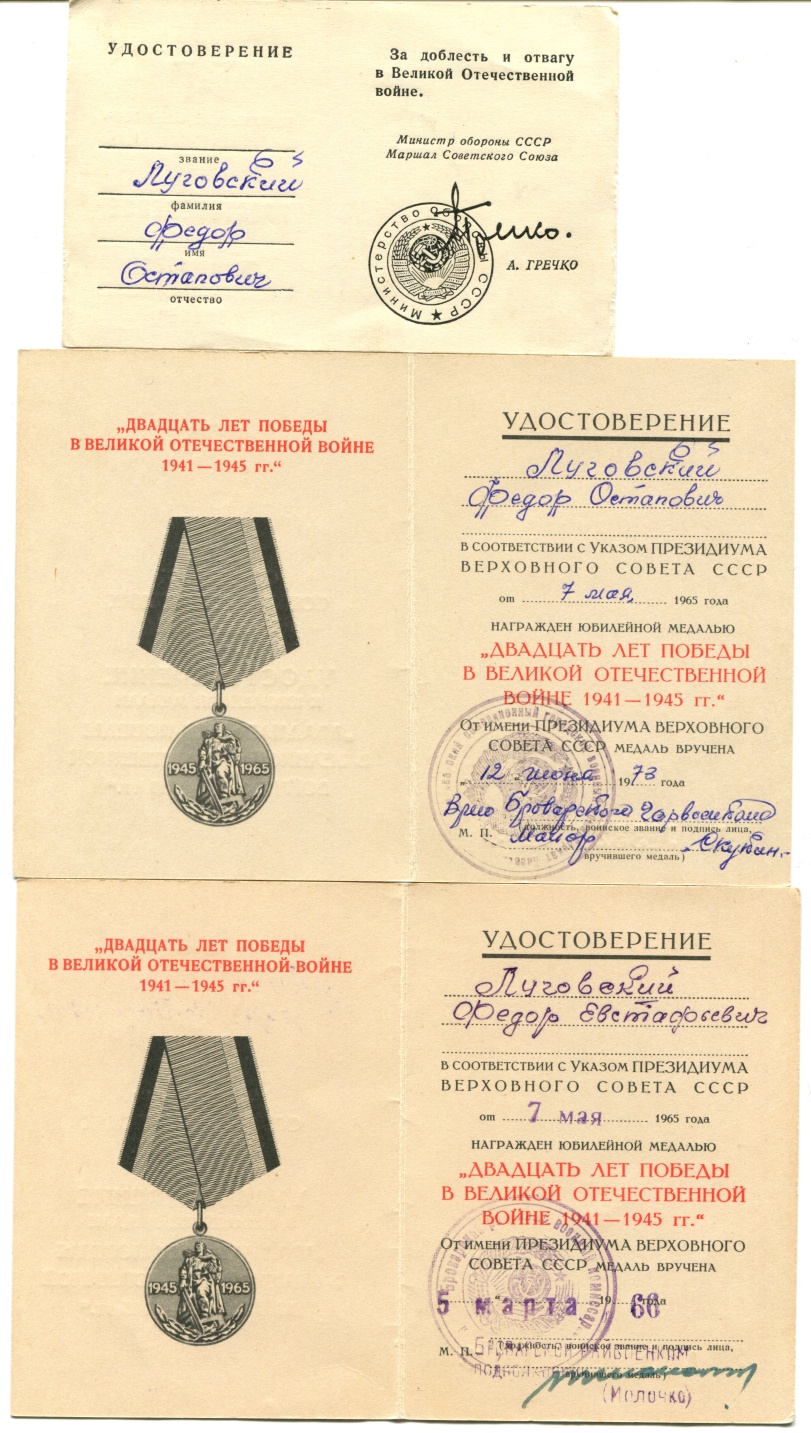 УДОСТОВЕРЕНИЕ
звание
Луговский
фамилия
Федор
имя
Остапович
отчество
За доблесть и отвагу
в Великой Отечественной
войне.
Министр обороны СССР
Маршал Советского Союза
Министерство Обороны СССР
А. ГРЕЧКО
„ДВАДЦАТЬ ЛЕТ ПОБЕДЫ
В ВЕЛИКОЙ ОТЕЧЕСТВЕННОЙ ВОЙНЕ
1941—1945 гг.“
1945 1965
УДОСТОВЕРЕНИЕ
Луговский
Федор Остапович
В СООТВЕТСТВИИ С УКАЗОМ ПРЕЗИДИУМА
ВЕРХОВНОГО СОВЕТА СССР
от 7 мая 1965 года
НАГРАЖДЕН ЮБИЛЕЙНОЙ МЕДАЛЬЮ
„ДВАДЦАТЬ ЛЕТ ПОБЕДЫ
В ВЕЛИКОЙ ОТЕЧЕСТВЕННОЙ
ВОЙНЕ 1941—1945 гг.“
ОТ ИМЕНИ ПРЕЗИДИУМА ВЕРХОВНОГО
СОВЕТА СССР МЕДАЛЬ ВРУЧЕНА
„12 июня 1973 года
Врио Броварского
(должность, воинское звание и подпись лица,
М. П. майор
вручившего медаль)
„ДВАДЦАТЬ ЛЕТ ПОБЕДЫ
В ВЕЛИКОЙ ОТЕЧЕСТВЕННОЙ ВОЙНЕ
1941—1945 гг.“
1945 1965
УДОСТОВЕРЕНИЕ
Луговский
Федор Евстафьевич
В СООТВЕТСТВИИ С УКАЗОМ ПРЕЗИДИУМА
ВЕРХОВНОГО СОВЕТА СССР
от 7 мая 1965 года
НАГРАЖДЕН ЮБИЛЕЙНОЙ МЕДАЛЬЮ
„ДВАДЦАТЬ ЛЕТ ПОБЕДЫ
В ВЕЛИКОЙ ОТЕЧЕСТВЕННОЙ
ВОЙНЕ 1941—1945 гг.“
ОТ ИМЕНИ ПРЕЗИДИУМА ВЕРХОВНОГО
СОВЕТА СССР МЕДАЛЬ ВРУЧЕНА
5 марта 1966 года
(должность, воинское звание и подпись лица,
М. П.
вручившего медаль)
(Молочко)